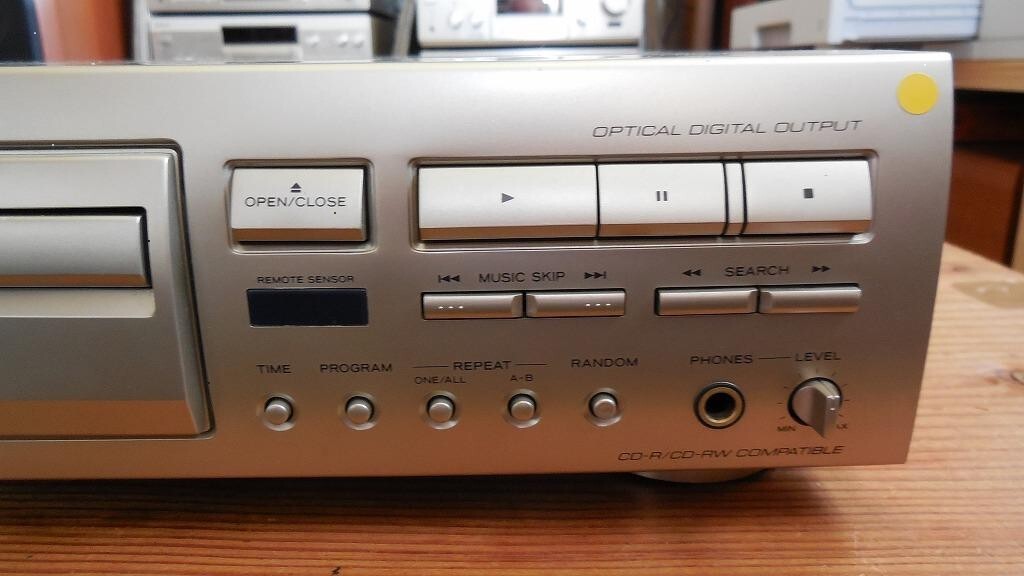 OPTICAL DIGITAL OUTPUT
OPEN/CLOSE
REMOTE SENSOR
MUSIC SKIP
SEARCH
TIME
PROGRAM
REPEAT
ONE/ALL
A-B
RANDOM
PHONES
LEVEL
MIN
CD-R/CD-RW COMPATIBLE